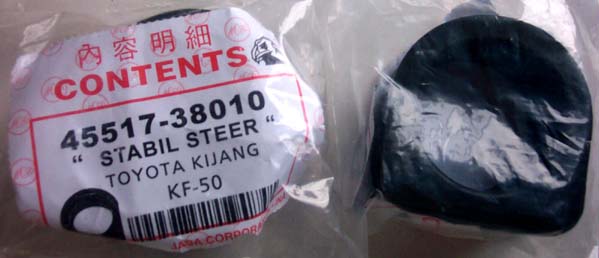 內容明細
CONTENTS
45517-38010
“ STABIL STEER “
TOYOTA KIJANG
KF-50